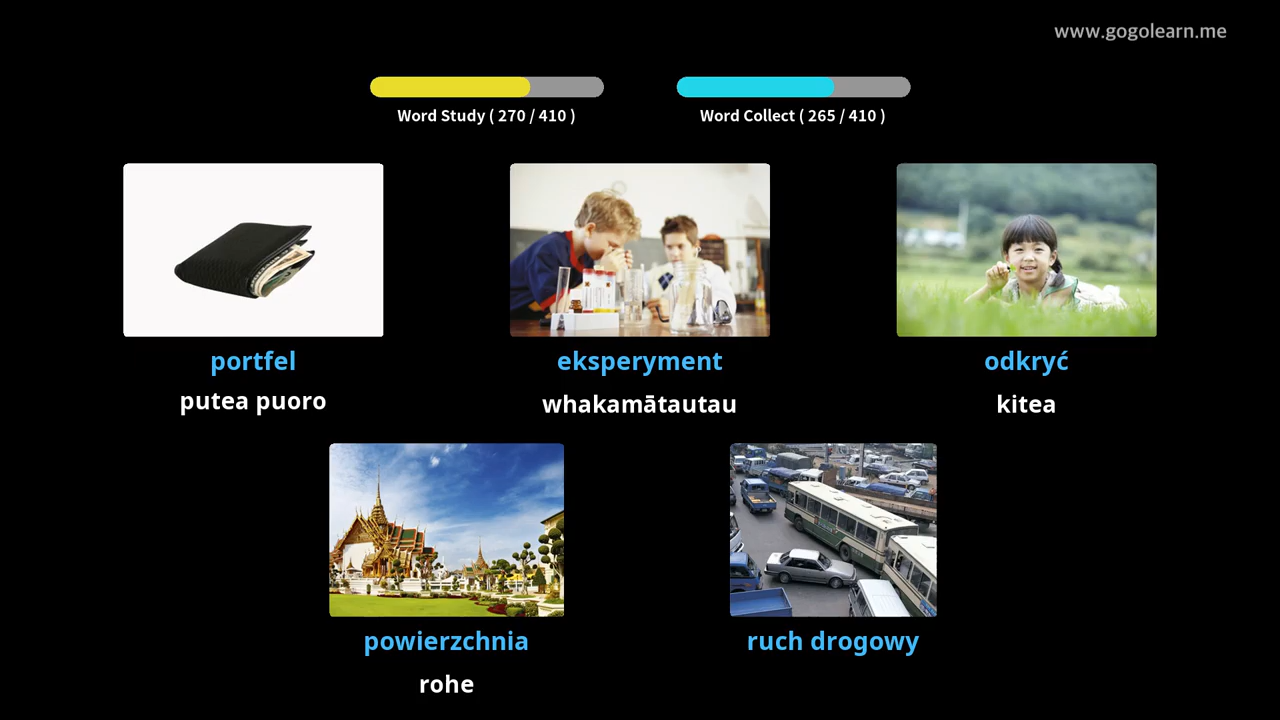 www.gogolearn.me
Word Study ( 270 / 410 )
Word Collect ( 265 / 410 )
portfel
eksperyment
odkryć
putea puoro
whakamātautau
kitea
powierzchnia
ruch drogowy
rohe